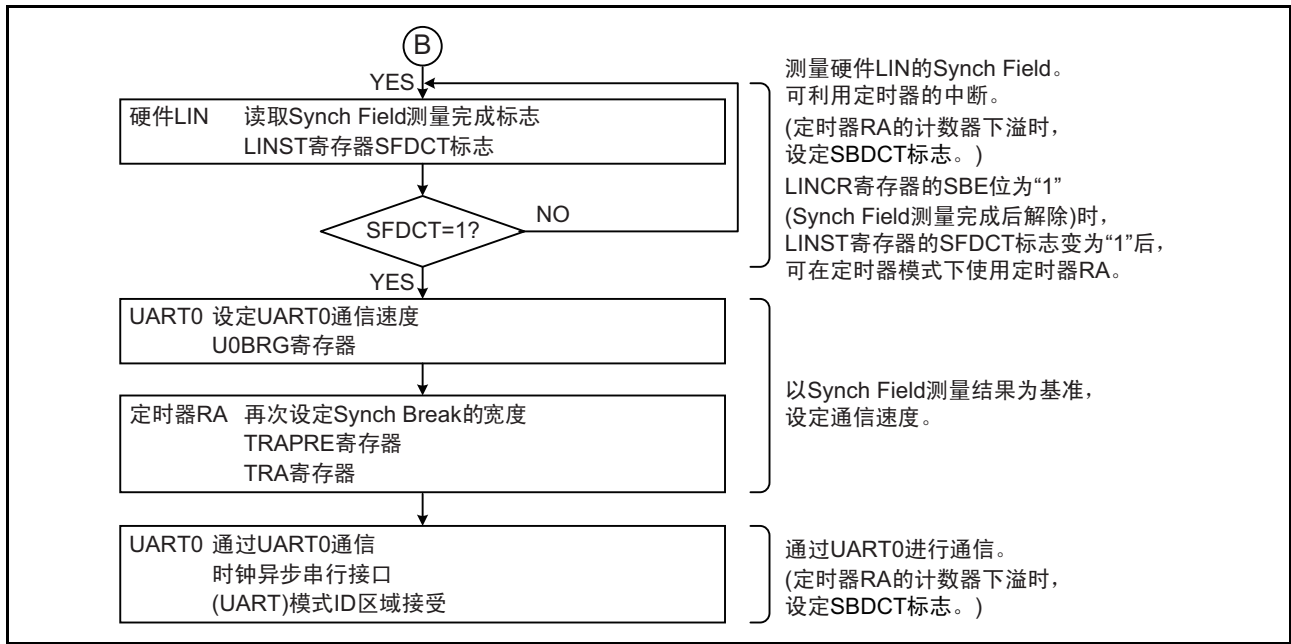 B
YES
硬件LIN 读取Synch Field测量完成标志
LINST寄存器SFDCT标志
SFDCT=1?
NO
YES
测量硬件LIN的Synch Field。
可利用定时器的中断。
(定时器RA的计数器下溢时，
设定SBDCT标志。)
LINCR寄存器的SBE位为“1”
(Synch Field测量完成后解除)时，
LINST寄存器的SFDCT标志变为“1”后，
可在定时器模式下使用定时器RA。
UART0 设定UART0通信速度
U0BRG寄存器
定时器RA 再次设定Synch Break的宽度
TRAPRE寄存器
TRA寄存器
以Synch Field测量结果为基准，
设定通信速度。
UART0 通过UART0通信
时钟异步串行接口
(UART)模式ID区域接受
通过UART0进行通信。
(定时器RA的计数器下溢时，
设定SBDCT标志。)